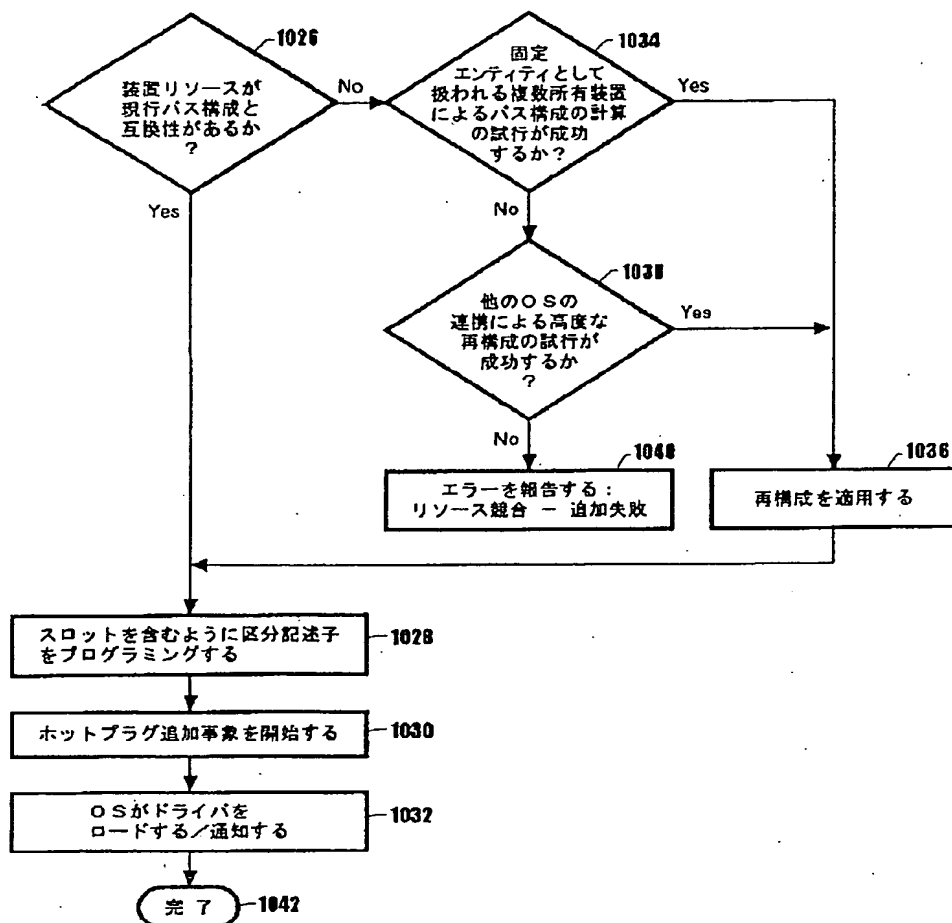 1026
装置リソースが
現行バス構成と
互換性があるか
?
No
Yes
1034
固定
エンティティとして
扱われる複数所有装置
によるバス構成の計算
の試行が成功
するか?
Yes
No
1038
他のOSの
連携による高度な
再構成の試行が
成功するか
?
Yes
No
1040
エラーを報告する:
リソース競合 － 追加失敗
1036
再構成を適用する
スロットを含むように区分記述子
をプログラミングする
1028
ホットプラグ追加事象を開始する
1030
OSがドライバを
ロードする/通知する
1032
完了
1042